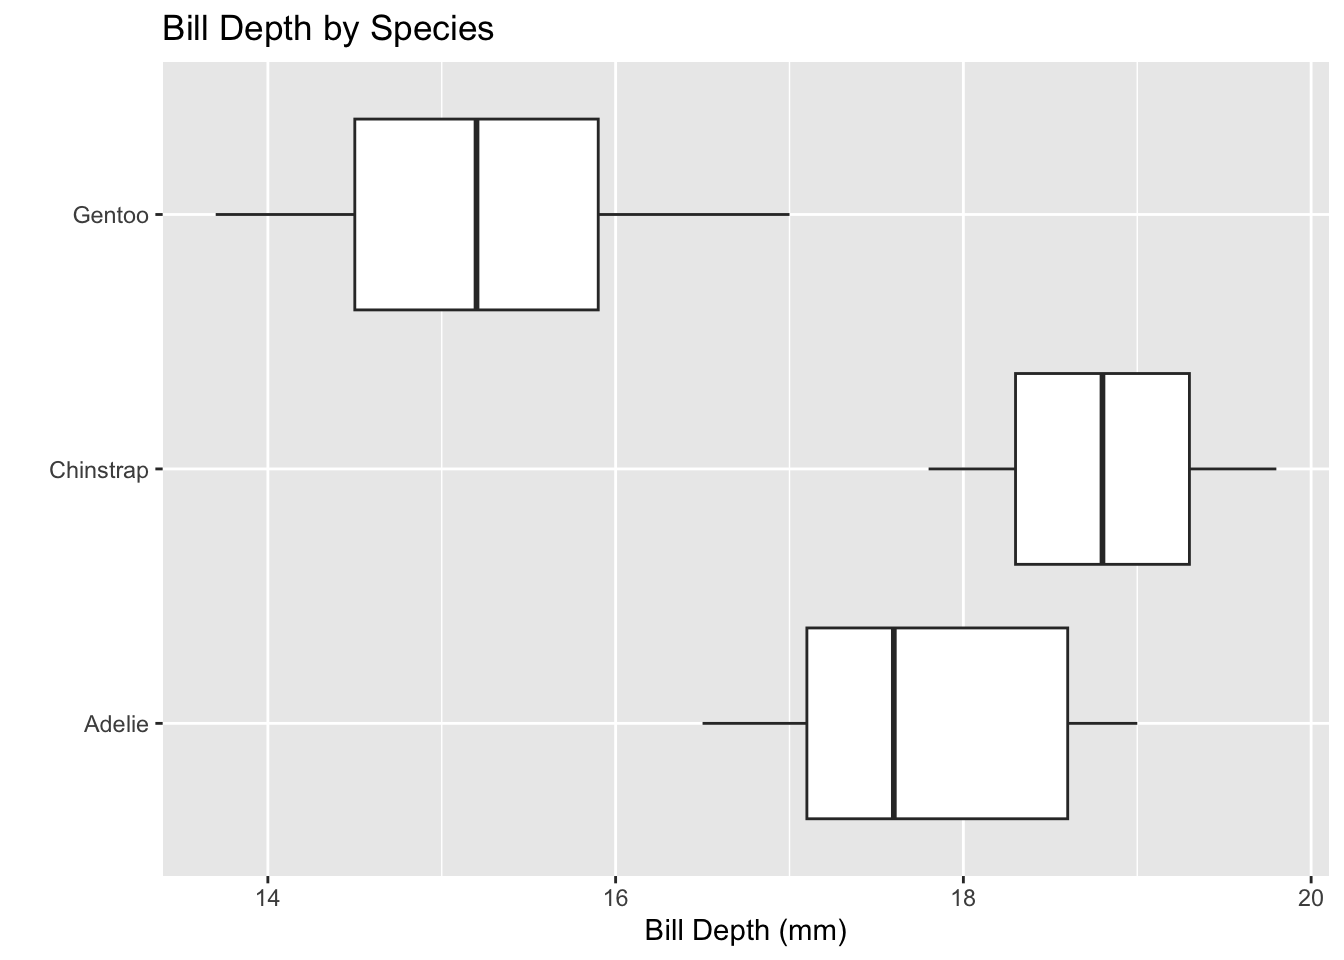 Bill Depth by Species
Gentoo
Chinstrap
Adelie
14 16 18 20
Bill Depth (mm)